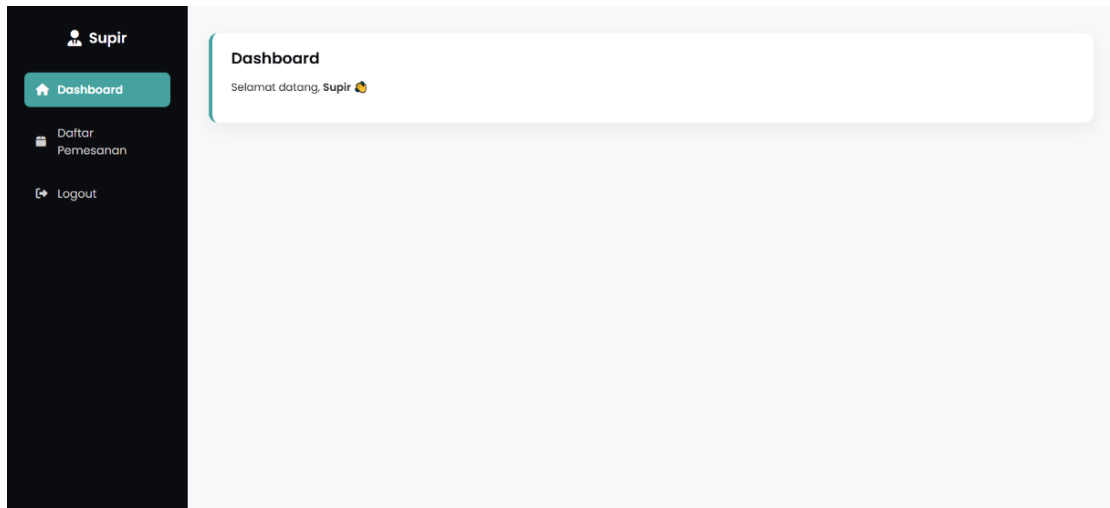 Supir
Dashboard
Daftar
Pemesanan
Logout
Dashboard
Selamat datang, Supir 👋